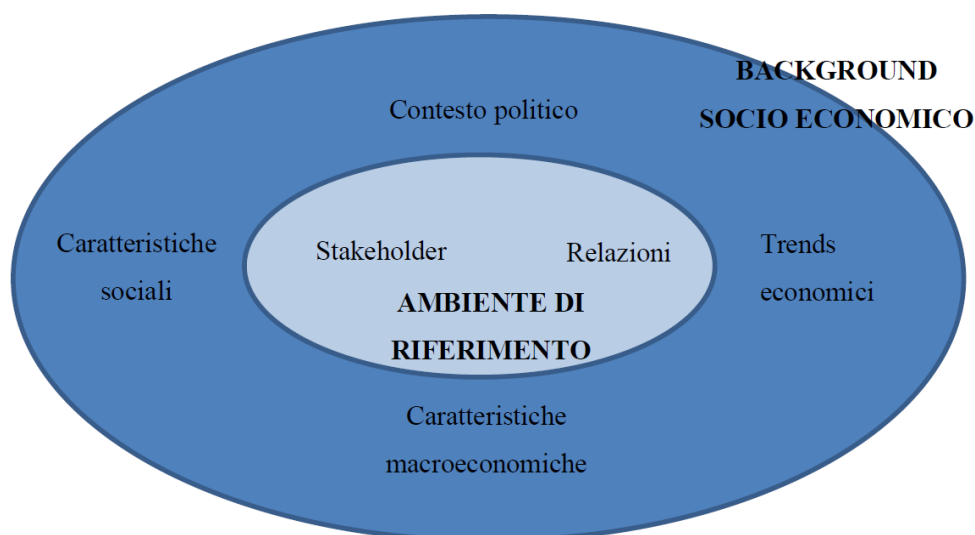 BACKGROUND
SOCIO ECONOMICO
Contesto politico
Caratteristiche
sociali
Stakeholder
Relazioni
Trends
economici
AMBIENTE DI
RIFERIMENTO
Caratteristiche
macroeconomiche